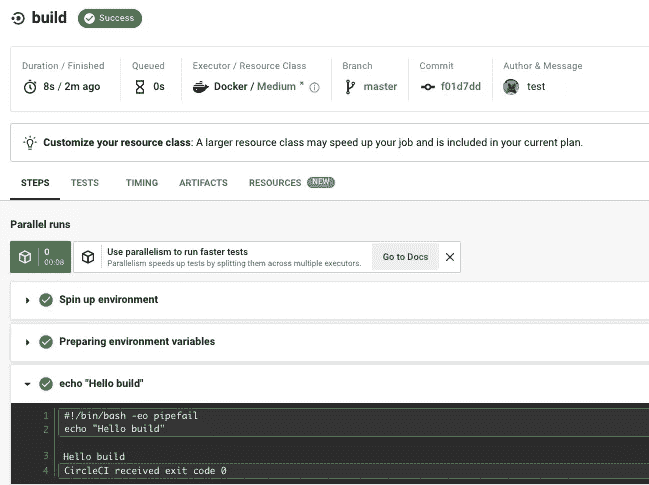 build Success
Duration / Finished Queued Executor / Resource Class Branch Commit Author & Message
8s / 2m ago 0s Docker / Medium * master f01d7dd test
Customize your resource class: A larger resource class may speed up your job and is included in your current plan.
STEPS TESTS TIMING ARTIFACTS RESOURCES NEW
Parallel runs
0
00:08
Use parallelism to run faster tests
Parallelism speeds up tests by splitting them across multiple executors.
Go to Docs
Spin up environment
Preparing environment variables
echo "Hello build"
1 #!/bin/bash -eo pipefail
2 echo "Hello build"
3 Hello build
4 CircleCI received exit code 0